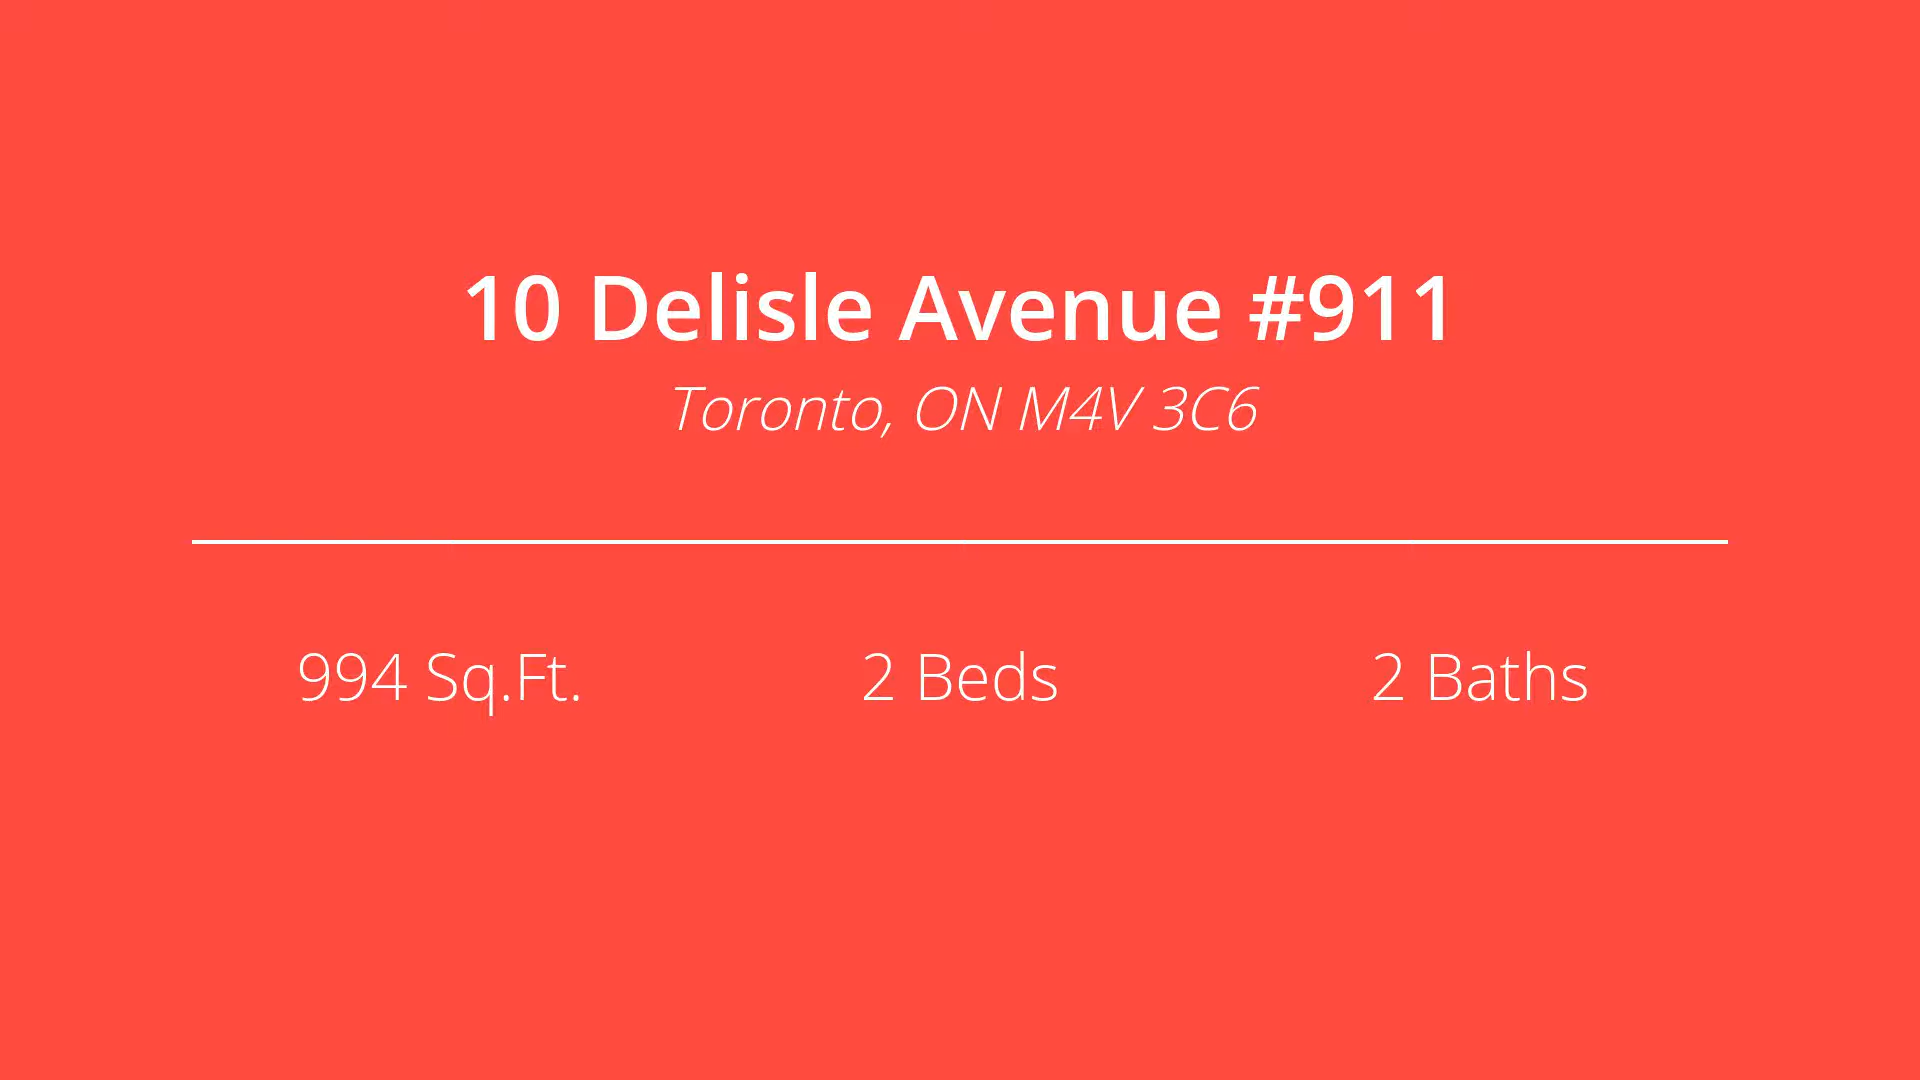 10 Delisle Avenue #911
Toronto, ON M4V 3C6
994 Sq.Ft.
2 Beds
2 Baths